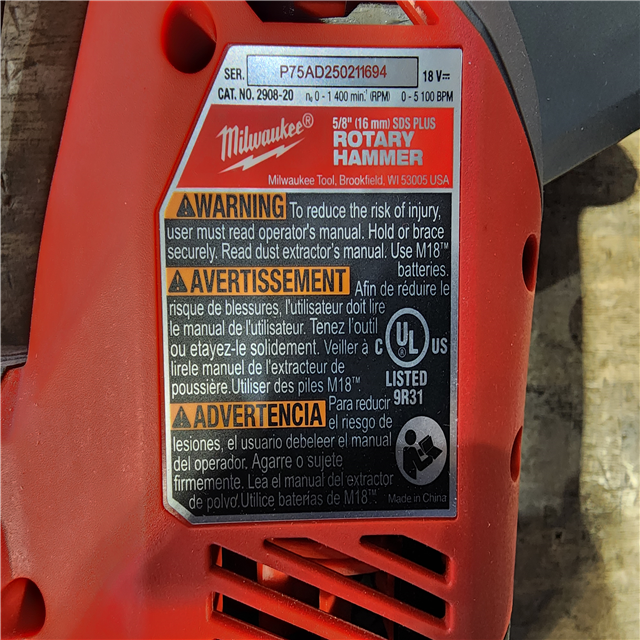 SER. P75AD250211694 18 V⎓
CAT. NO. 2908-20 n₀ 0 - 1 400 min.⁻¹ (RPM) 0 - 5 100 BPM
Milwaukee®
5/8" (16 mm) SDS PLUS
ROTARY
HAMMER
Milwaukee Tool, Brookfield, WI 53005 USA
WARNING To reduce the risk of injury,
user must read operator's manual. Hold or brace
securely. Read dust extractor's manual. Use M18™
batteries.
AVERTISSEMENT Afin de réduire le
risque de blessures, l'utilisateur doit lire
le manual de l'utilisateur. Tenez l'outil
ou etayez-le solidement. Veiller à
lirele manuel de l'extracteur de
poussière.Utiliser des piles M18™.
C UL US
LISTED
9R31
ADVERTENCIA Para reducir
el riesgo de
lesiones, el usuario debeleer el manual
del operador. Agarre o sujete
firmemente. Lea el manual del extractor
de polvo.Utilice baterías de M18™.
Made in China